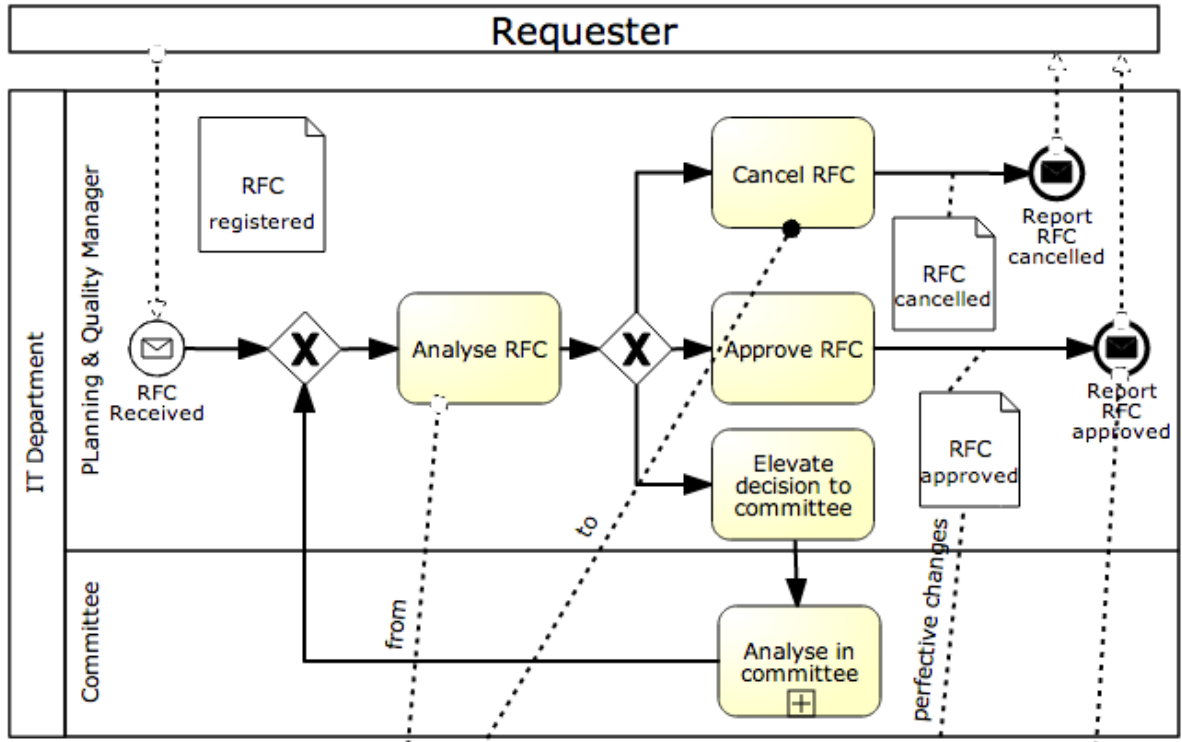 Requester
IT Department
PLanning & Quality Manager
RFC
registered
RFC
Received
Analyse RFC
Cancel RFC
RFC
cancelled
Report
RFC
cancelled
Approve RFC
RFC
approved
Report
RFC
approved
Elevate
decision to
committee
to
from
perfective changes
Committee
Analyse in
committee